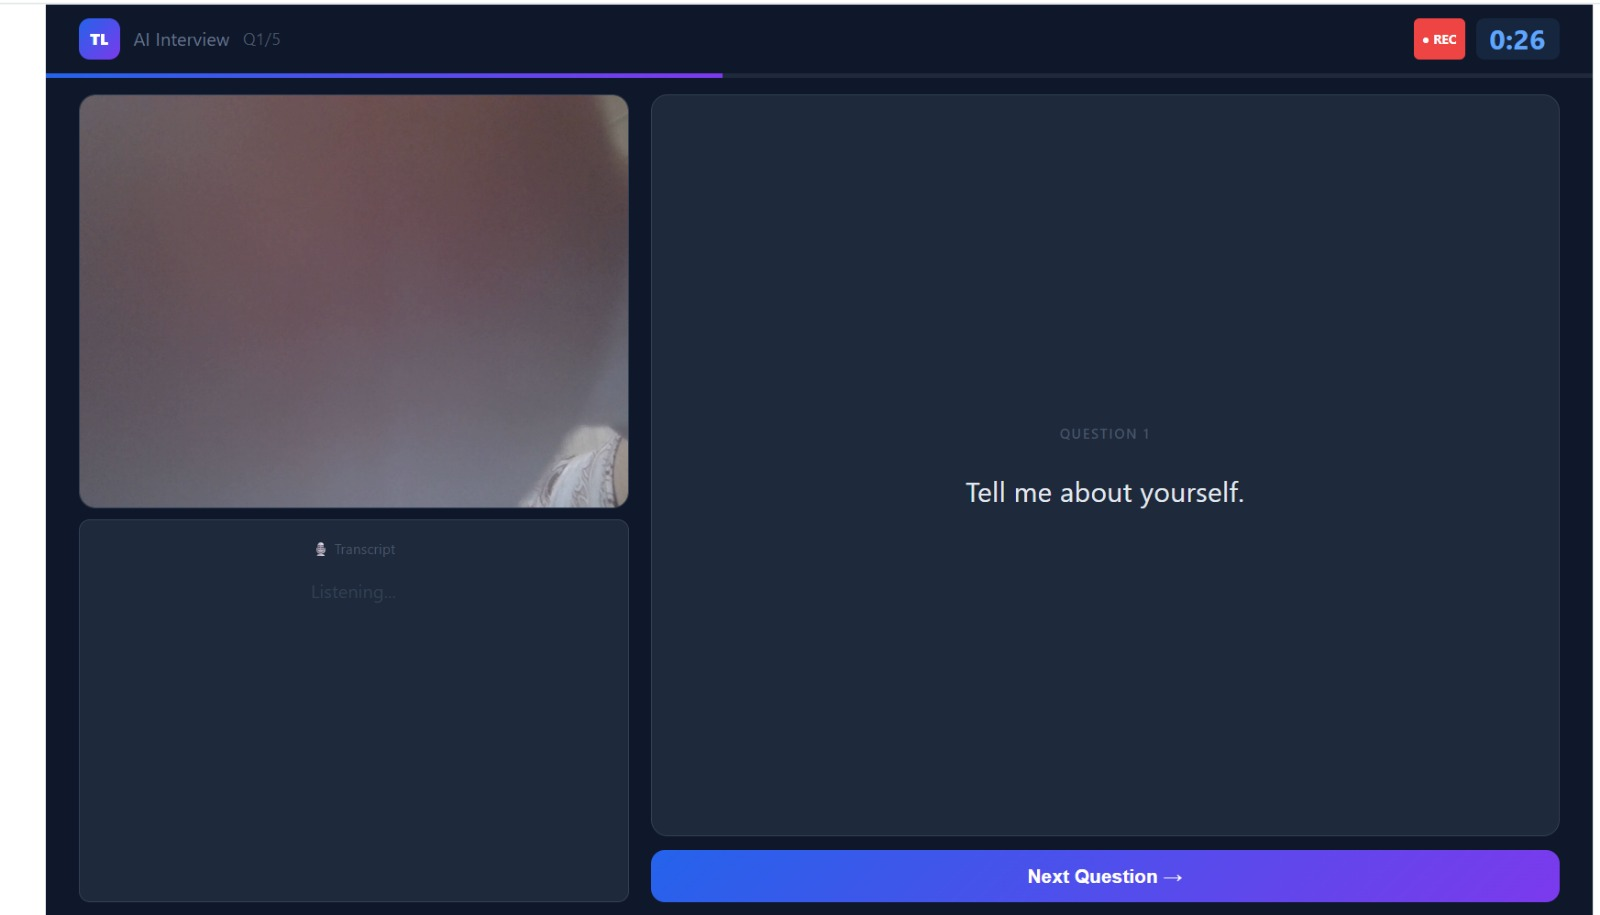 TL AI Interview Q1/5
● REC 0:26
🎙 Transcript
Listening...
QUESTION 1
Tell me about yourself.
Next Question →